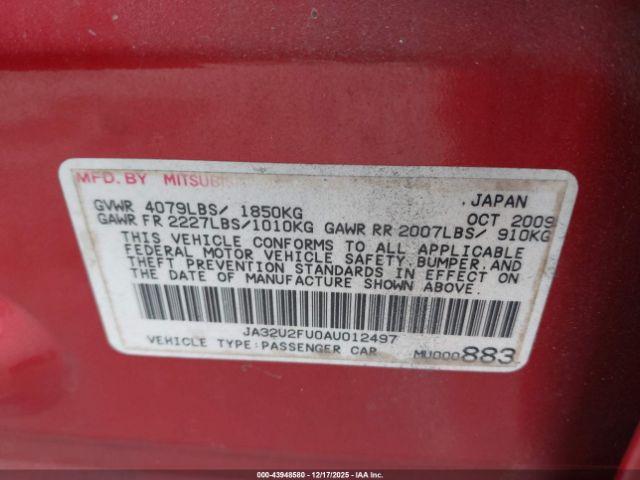 MFD. BY MITSUBI
. JAPAN
GVWR 4079LBS/ 1850KG OCT 2009
GAWR FR 2227LBS/1010KG GAWR RR 2007LBS/ 910KG
THIS VEHICLE CONFORMS TO ALL APPLICABLE
FEDERAL MOTOR VEHICLE SAFETY, BUMPER, AND
THEFT PREVENTION STANDARDS IN EFFECT ON
THE DATE OF MANUFACTURE SHOWN ABOVE.
JA32U2FU0AU012497
VEHICLE TYPE:PASSENGER CAR MU000883
000-43948580 - 12/17/2025 - IAAI.COM